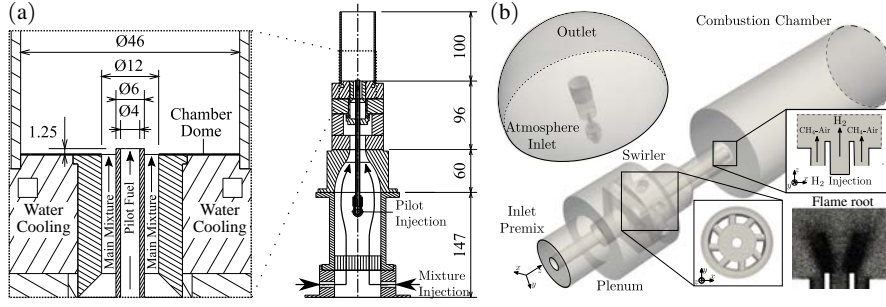 (a)
Ø46
Ø12
Ø6
Ø4
1.25
Chamber
Dome
Water
Cooling
Main Mixture
Pilot Fuel
Main Mixture
Water
Cooling
100
96
60
147
Pilot
Injection
Mixture
Injection
(b)
Outlet
Atmosphere
Inlet
Combustion Chamber
Swirler
Inlet
Premix
Plenum
H₂
CH₄-Air
CH₄-Air
H₂ Injection
Flame root